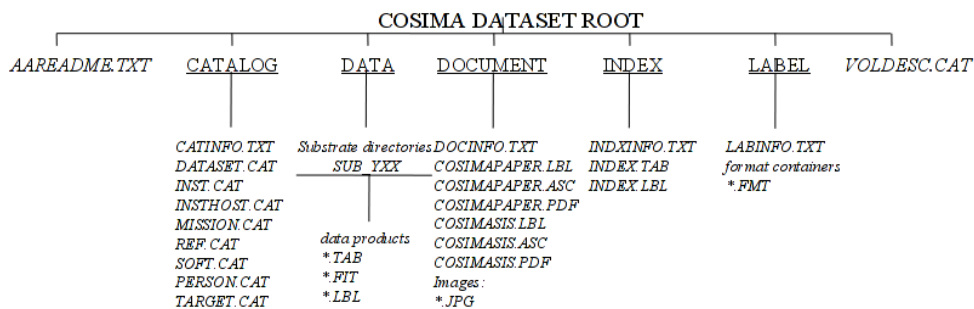 COSIMA DATASET ROOT
AAREADME.TXT
CATALOG
DATA
DOCUMENT
INDEX
LABEL
VOLDESC.CAT
CATINFO.TXT
DATASET.CAT
INST.CAT
INSTHOST.CAT
MISSION.CAT
REF.CAT
SOFT.CAT
PERSON.CAT
TARGET.CAT
Substrate directories
SUB_YXX
data products
*.TAB
*.FIT
*.LBL
DOCINFO.TXT
COSIMAPAPER.LBL
COSIMAPAPER.ASC
COSIMAPAPER.PDF
COSIMASIS.LBL
COSIMASIS.ASC
COSIMASIS.PDF
Images:
*.JPG
INDXINFO.TXT
INDEX.TAB
INDEX.LBL
LABINFO.TXT
format containers
*.FMT